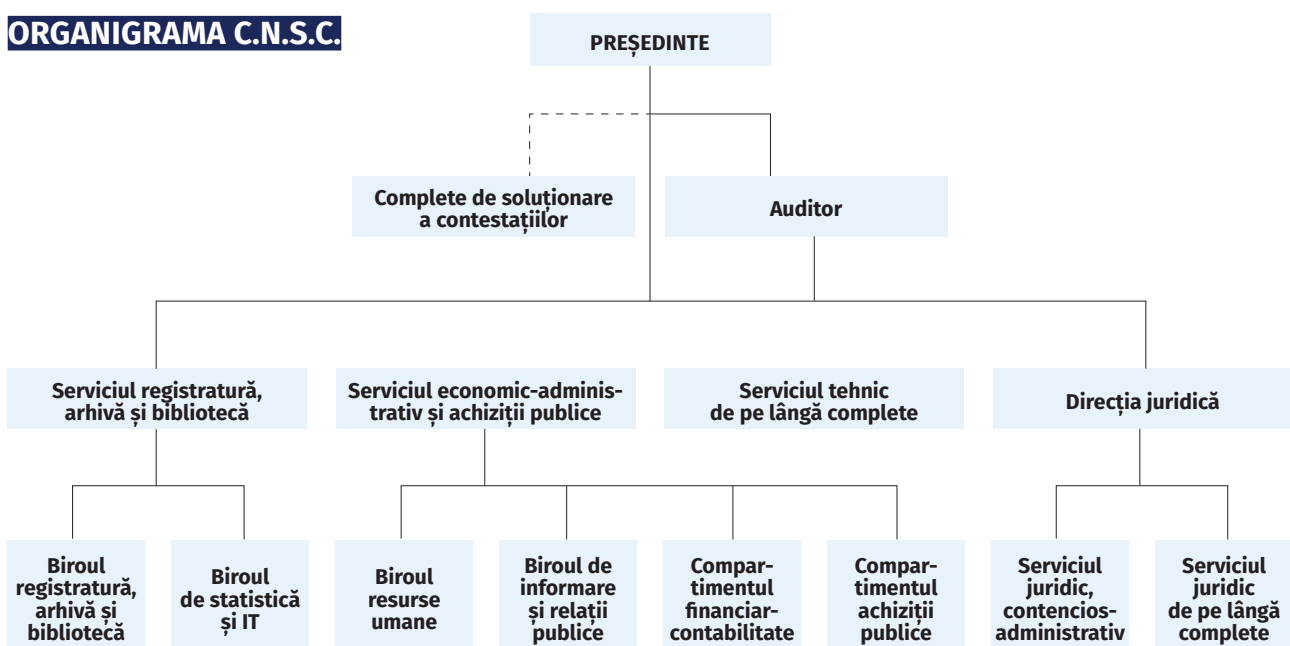 ORGANIGRAMA C.N.S.C.
PREȘEDINTE
Complete de soluționare
a contestațiilor
Auditor
Serviciul registratură,
arhivă și bibliotecă
Serviciul economic-adminis-
trativ și achiziții publice
Serviciul tehnic
de pe lângă complete
Direcția juridică
Biroul
registratură,
arhivă și
bibliotecă
Biroul
de statistică
și IT
Biroul
resurse
umane
Biroul de
informare
și relații
publice
Compar-
timentul
financiar-
contabilitate
Compar-
timentul
achiziții
publice
Serviciul
juridic,
contencios-
administrativ
Serviciul
juridic
de pe lângă
complete